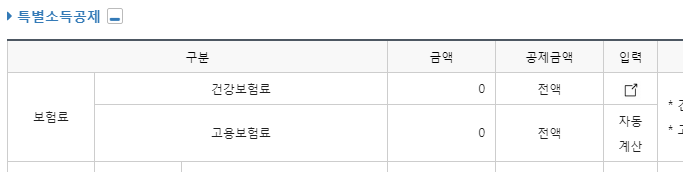 특별소득공제
구분 금액 공제금액 입력
보험료 건강보험료 0 전액
고용보험료 0 전액 자동
계산